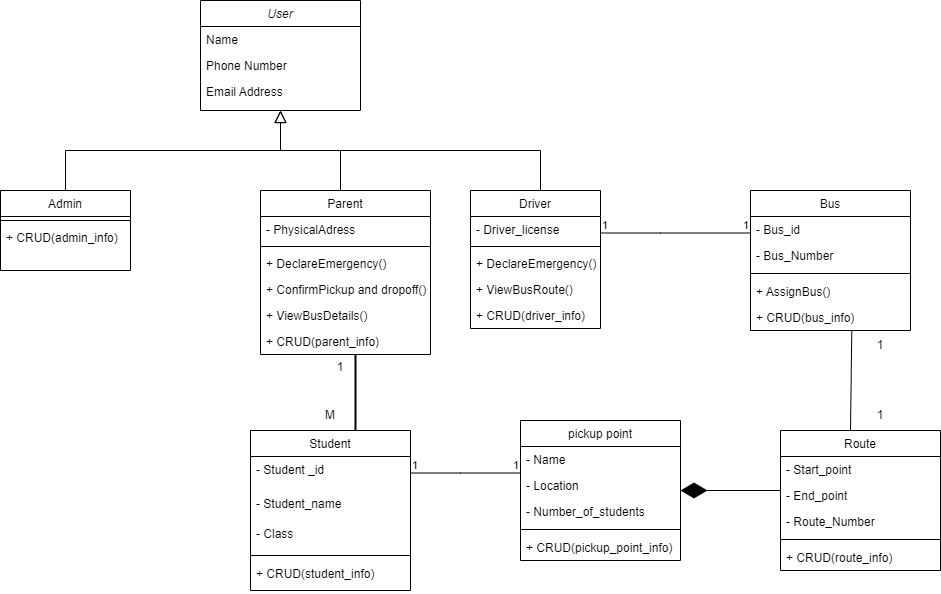 User
Name
Phone Number
Email Address
Admin
+ CRUD(admin_info)
Parent
- PhysicalAdress
+ DeclareEmergency()
+ ConfirmPickup and dropoff()
+ ViewBusDetails()
+ CRUD(parent_info)
Driver
- Driver_license
+ DeclareEmergency()
+ ViewBusRoute()
+ CRUD(driver_info)
1
1
Bus
- Bus_id
- Bus_Number
+ AssignBus()
+ CRUD(bus_info)
1
M
1
1
Student
- Student _id
- Student_name
- Class
+ CRUD(student_info)
1
1
pickup point
- Name
- Location
- Number_of_students
+ CRUD(pickup_point_info)
Route
- Start_point
- End_point
- Route_Number
+ CRUD(route_info)